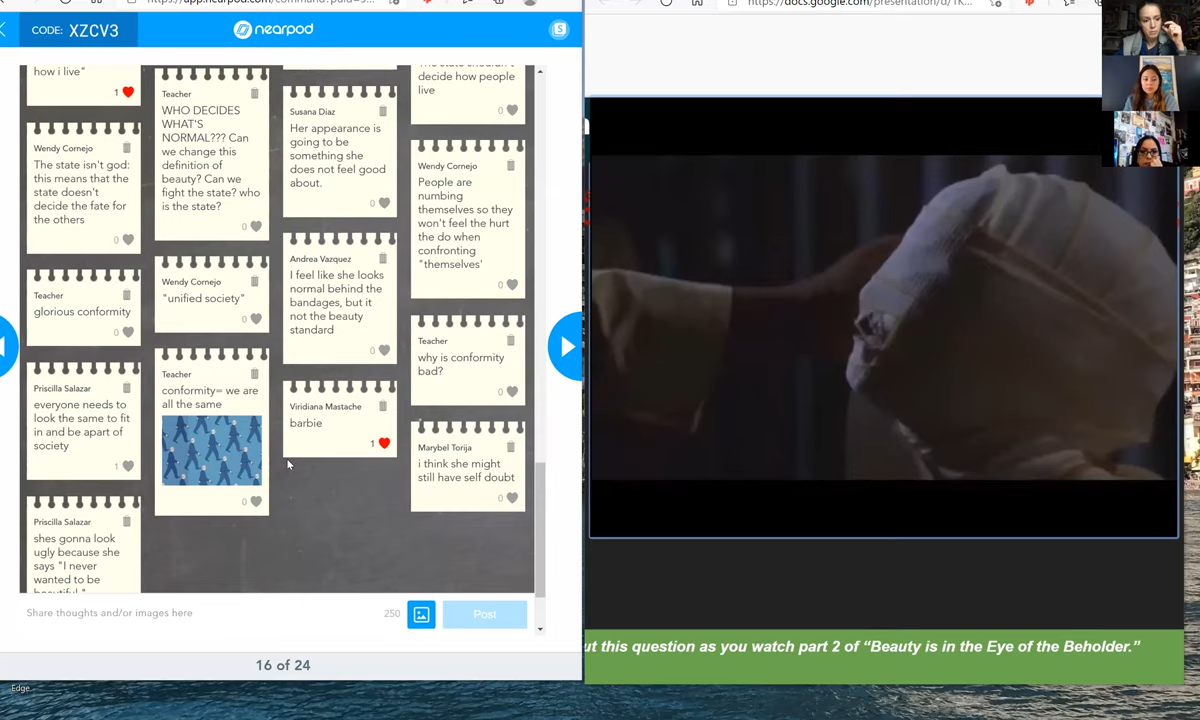 CODE: XZCV3
nearpod
S
how i live"
1
Wendy Cornejo
The state isn't god:
this means that the
state doesn't
decide the fate for
the others
0
Teacher
glorious conformity
0
Priscilla Salazar
everyone needs to
look the same to fit
in and be apart of
society
1
Priscilla Salazar
shes gonna look
ugly because she
says "I never
wanted to be
beautiful."
Teacher
WHO DECIDES
WHAT'S
NORMAL??? Can
we change this
definition of
beauty? Can we
fight the state? who
is the state?
0
Wendy Cornejo
"unified society"
0
Teacher
conformity= we are
all the same
0
Susana Diaz
Her appearance is
going to be
something she
does not feel good
about.
0
Andrea Vazquez
I feel like she looks
normal behind the
bandages, but it
not the beauty
standard
0
Viridiana Mastache
barbie
1
decide how people
live
0
Wendy Cornejo
People are
numbing
themselves so they
won't feel the hurt
the do when
confronting
"themselves'
0
Teacher
why is conformity
bad?
0
Marybel Torija
i think she might
still have self doubt
0
Share thoughts and/or images here
250
Post
16 of 24
Edge
https://docs.google.com/presentation/d/1K...
ut this question as you watch part 2 of “Beauty is in the Eye of the Beholder.”